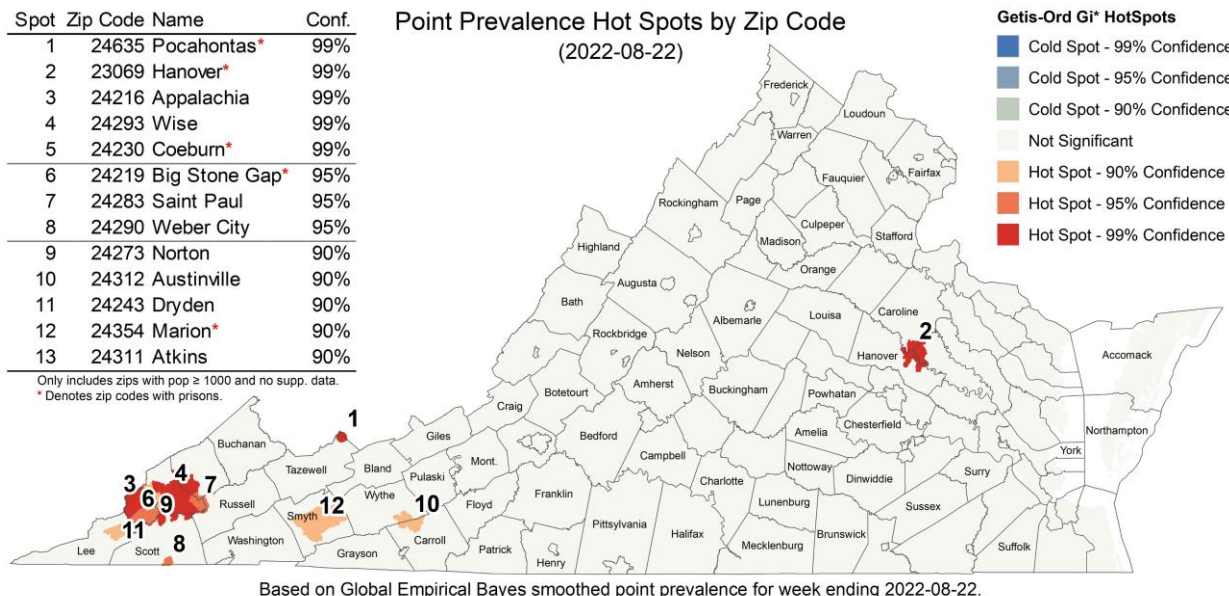 Point Prevalence Hot Spots by Zip Code
(2022-08-22)
Spot Zip Code Name Conf.
1 24635 Pocahontas* 99%
2 23069 Hanover* 99%
3 24216 Appalachia 99%
4 24293 Wise 99%
5 24230 Coeburn* 99%
6 24219 Big Stone Gap* 95%
7 24283 Saint Paul 95%
8 24290 Weber City 95%
9 24273 Norton 90%
10 24312 Austinville 90%
11 24243 Dryden 90%
12 24354 Marion* 90%
13 24311 Atkins 90%
Only includes zips with pop ≥ 1000 and no supp. data.
* Denotes zip codes with prisons.
Getis-Ord Gi* HotSpots
Cold Spot - 99% Confidence
Cold Spot - 95% Confidence
Cold Spot - 90% Confidence
Not Significant
Hot Spot - 90% Confidence
Hot Spot - 95% Confidence
Hot Spot - 99% Confidence
Frederick
Loudoun
Warren
Fairfax
Fauquier
Rockingham
Page
Culpeper
Stafford
Madison
Highland
Orange
Augusta
Bath
Caroline
Louisa
Albemarle
2
Rockbridge
Hanover
Accomack
Nelson
Amherst
Buckingham
Powhatan
Botetourt
Craig
Chesterfield
Amelia
Northampton
York
1
Giles
Buchanan
Bedford
Campbell
Nottoway
Tazewell
Bland
Pulaski
Mont.
Surry
Dinwiddie
Charlotte
3
4
7
6
9
Russell
Smyth
12
Wythe
10
Floyd
Franklin
Lunenburg
Sussex
Pittsylvania
Halifax
11
8
Lee
Scott
Washington
Grayson
Carroll
Patrick
Henry
Mecklenburg
Brunswick
Suffolk
Based on Global Empirical Bayes smoothed point prevalence for week ending 2022-08-22.